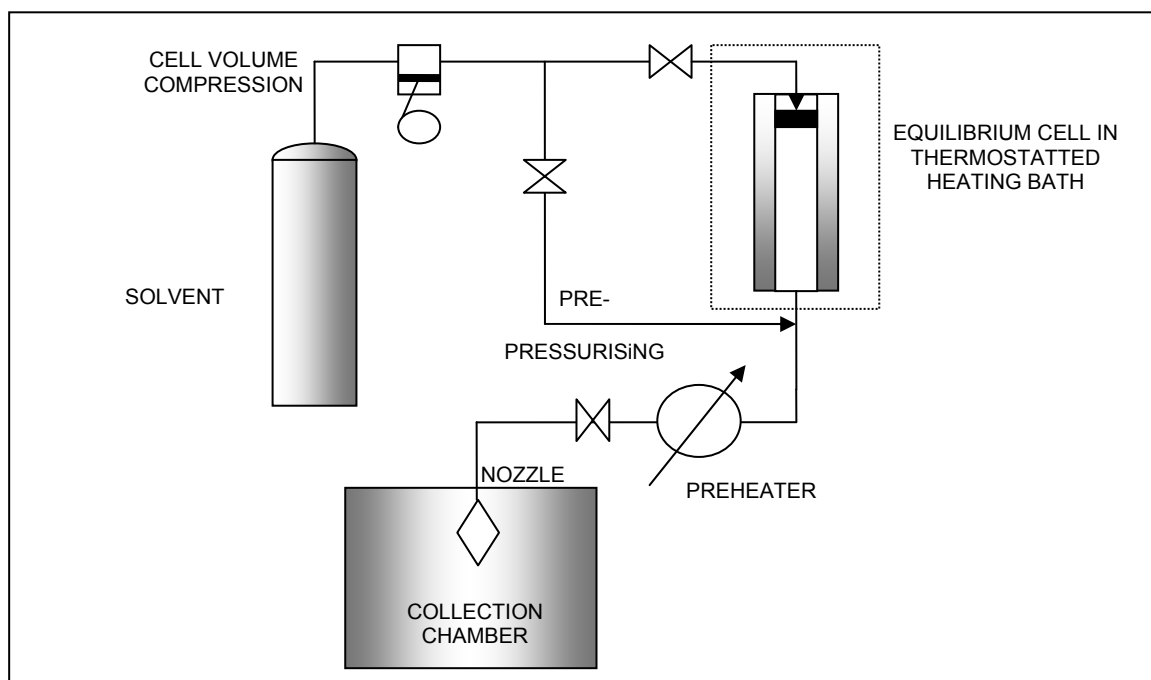 CELL VOLUME
COMPRESSION
EQUILIBRIUM CELL IN
THERMOSTATTED
HEATING BATH
SOLVENT
PRE-
PRESSURISiNG
NOZZLE
PREHEATER
COLLECTION
CHAMBER